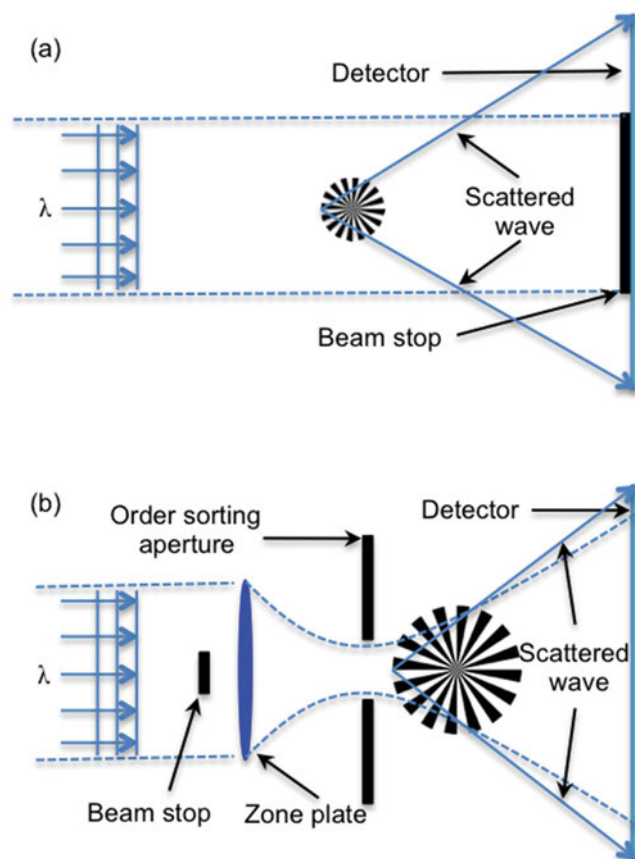 (a)
Detector
λ
Scattered
wave
Beam stop
(b)
Order sorting
aperture
Detector
λ
Scattered
wave
Beam stop
Zone plate